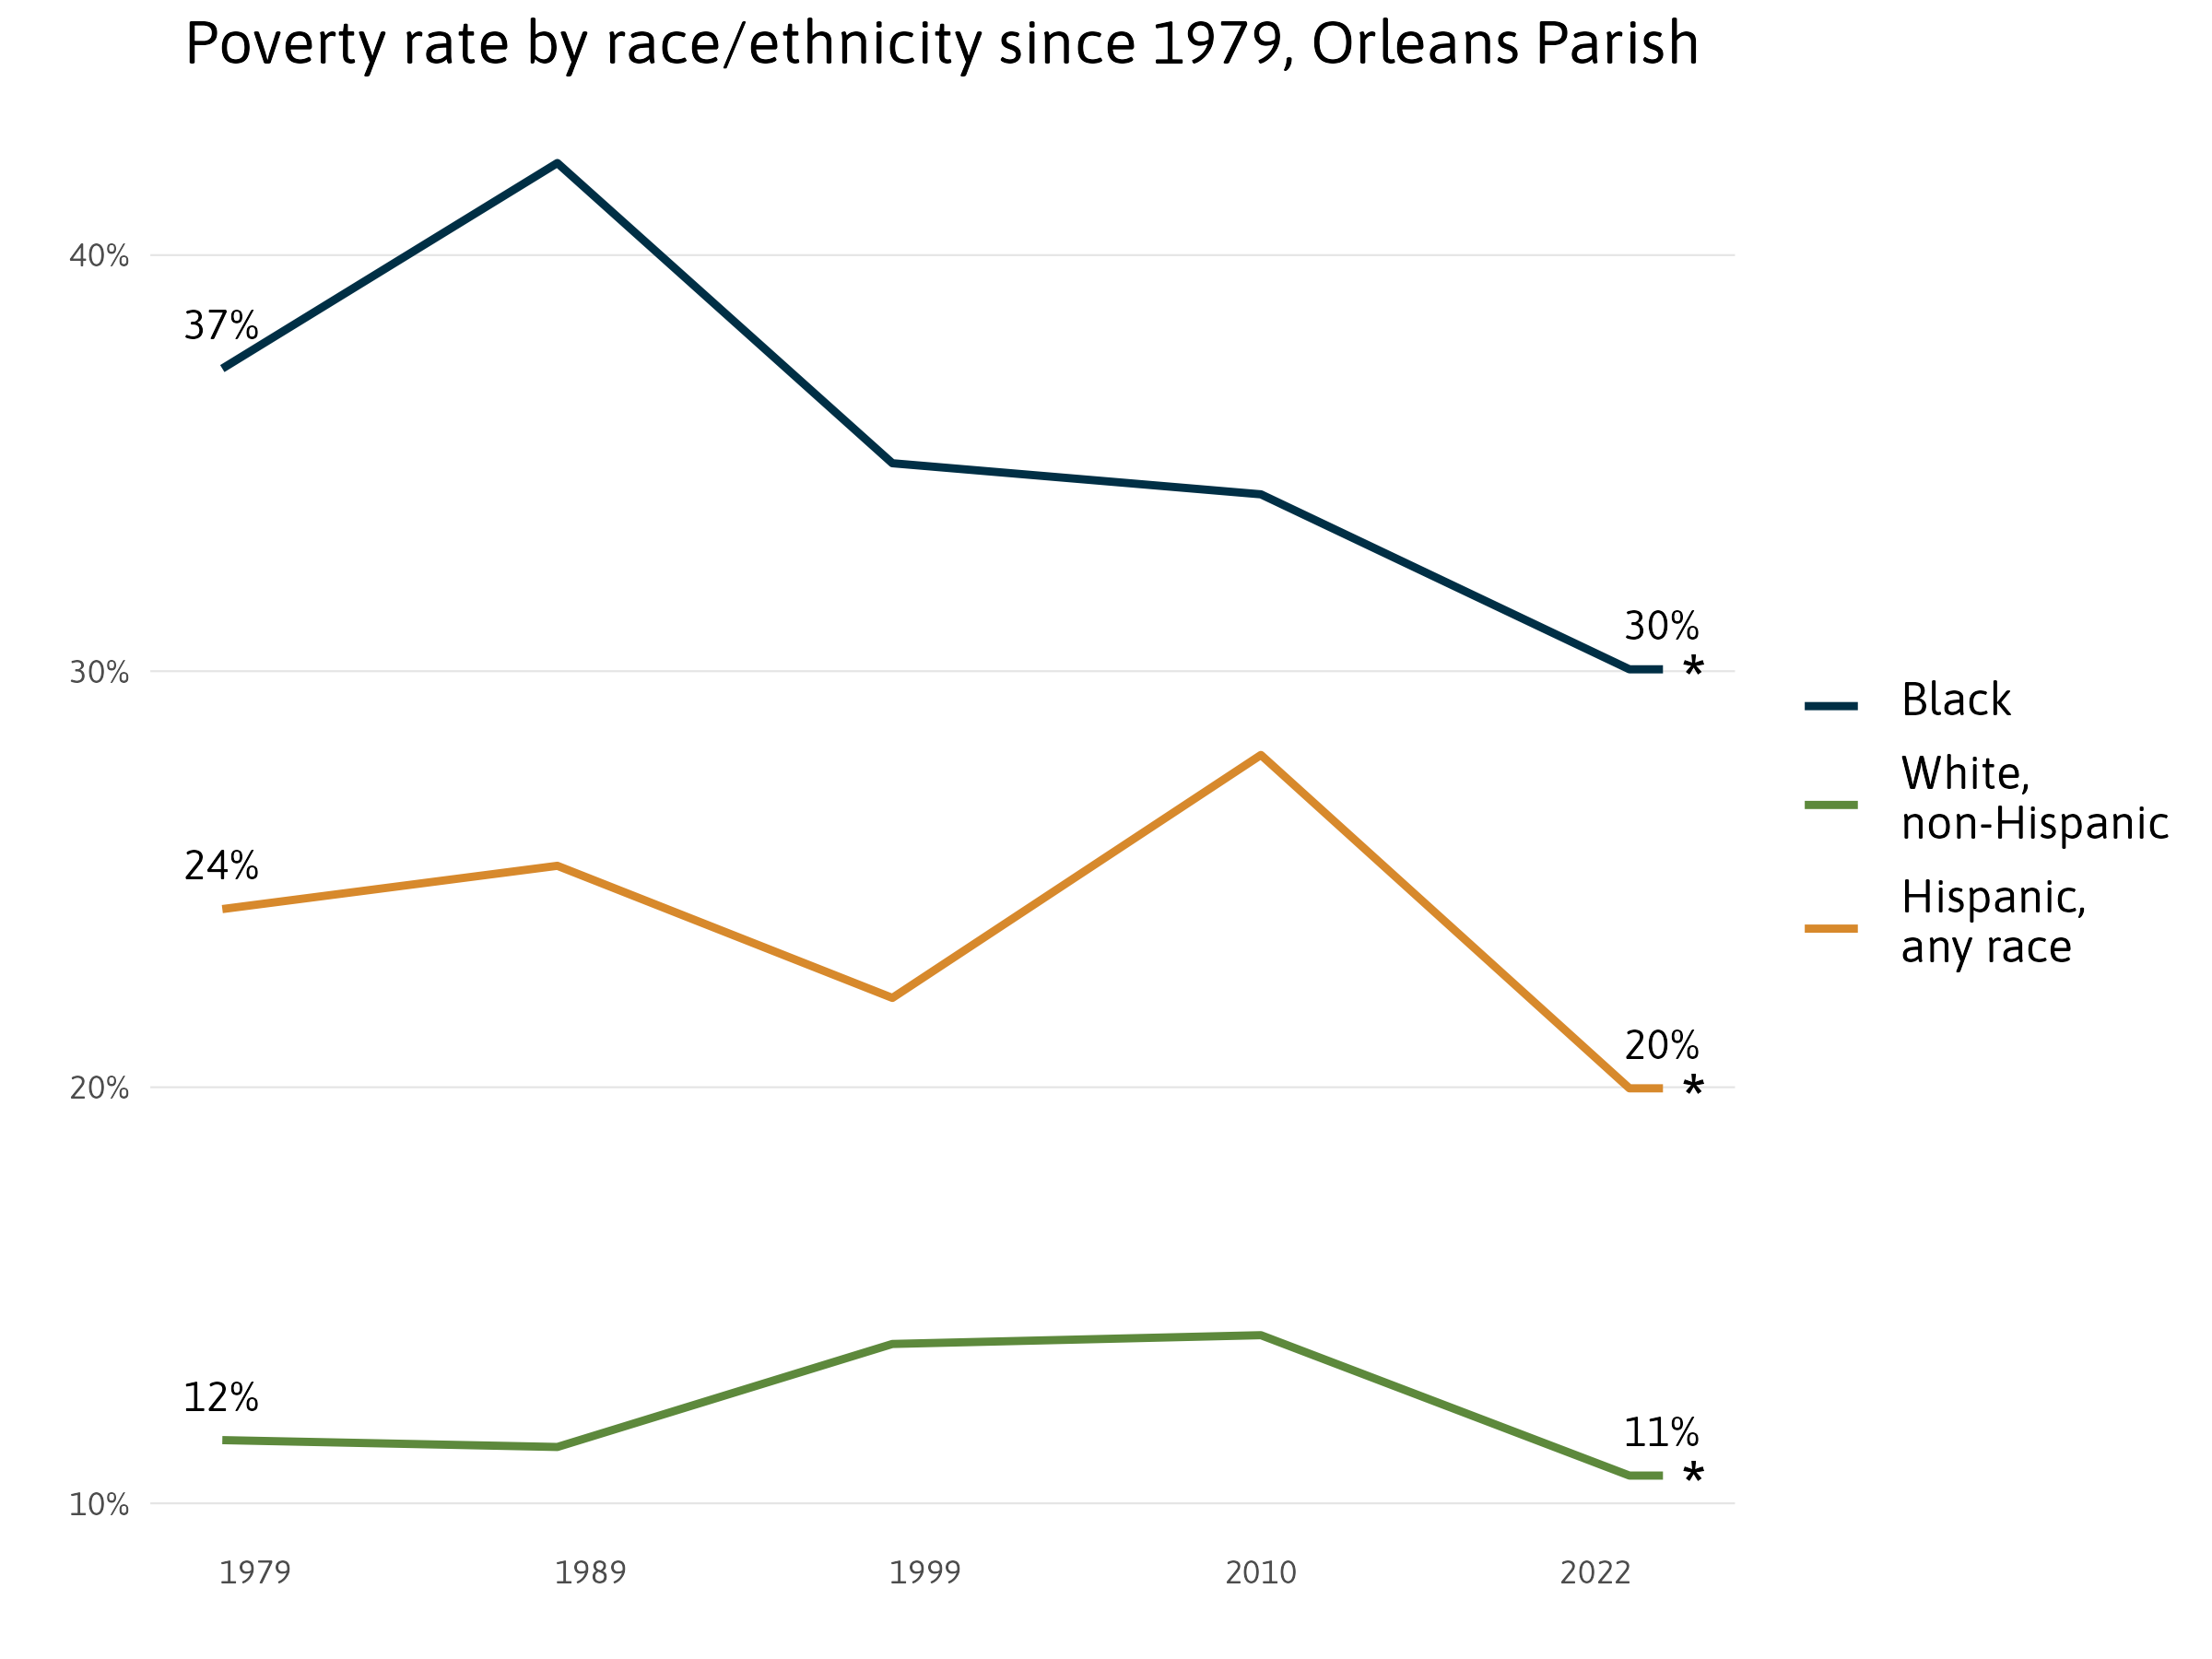 Poverty rate by race/ethnicity since 1979, Orleans Parish
40%
37%
30%
*
30%
24%
20%
*
20%
12%
11%
*
10%
1979 1989 1999 2010 2022
Black
White,
non-Hispanic
Hispanic,
any race